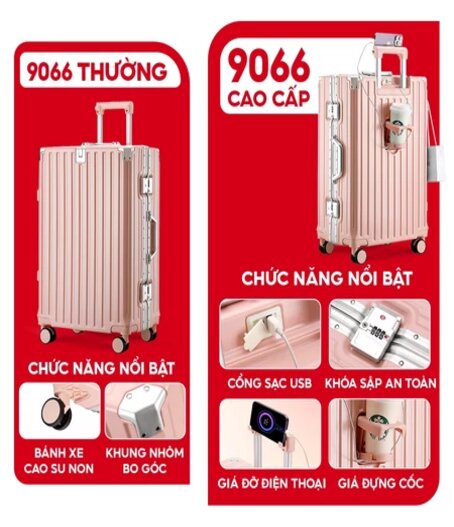 9066 THƯỜNG
CHỨC NĂNG NỔI BẬT
BÁNH XE
CAO SU NON
KHUNG NHÔM
BO GÓC
9066
CAO CẤP
CHỨC NĂNG NỔI BẬT
CỔNG SẠC USB
KHÓA SẬP AN TOÀN
GIÁ ĐỠ ĐIỆN THOẠI
GIÁ ĐỰNG CỐC